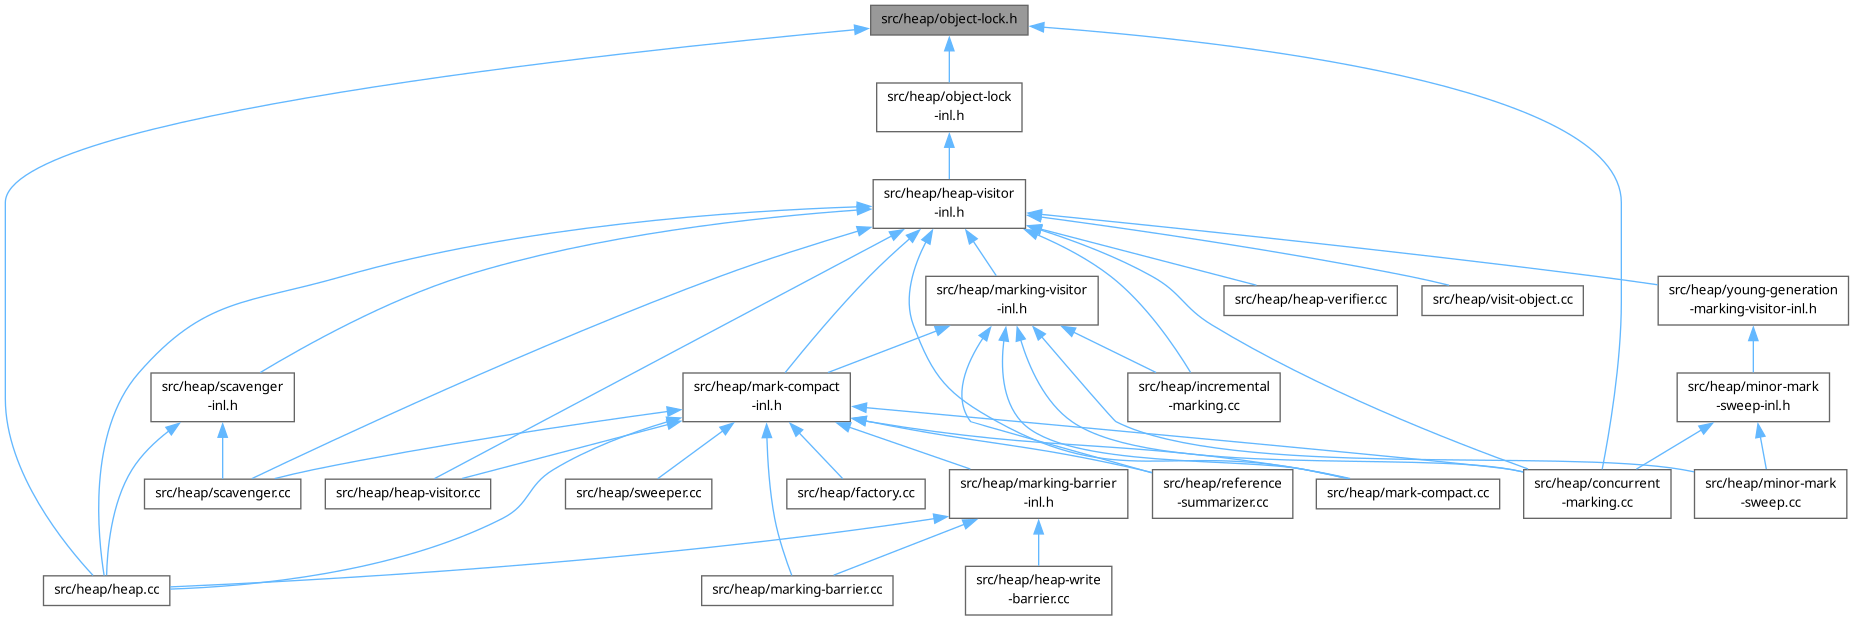 src/heap/object-lock.h
src/heap/object-lock
-inl.h
src/heap/heap-visitor
-inl.h
src/heap/marking-visitor
-inl.h
src/heap/heap-verifier.cc
src/heap/visit-object.cc
src/heap/young-generation
-marking-visitor-inl.h
src/heap/scavenger
-inl.h
src/heap/mark-compact
-inl.h
src/heap/incremental
-marking.cc
src/heap/minor-mark
-sweep-inl.h
src/heap/scavenger.cc
src/heap/heap-visitor.cc
src/heap/sweeper.cc
src/heap/factory.cc
src/heap/marking-barrier
-inl.h
src/heap/reference
-summarizer.cc
src/heap/mark-compact.cc
src/heap/concurrent
-marking.cc
src/heap/minor-mark
-sweep.cc
src/heap/heap.cc
src/heap/marking-barrier.cc
src/heap/heap-write
-barrier.cc